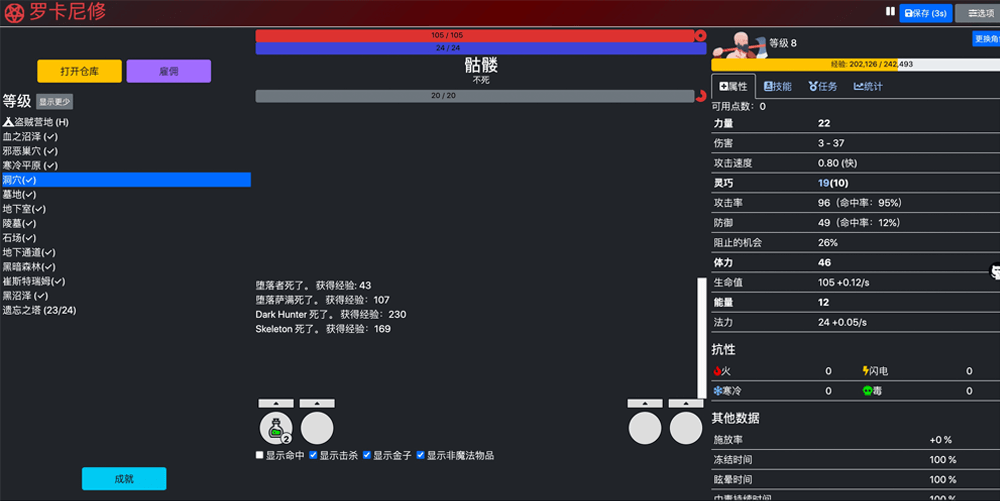 罗卡尼修
保存 (3s)
选项
打开仓库
雇佣
等级
显示更少
盗贼营地 (H)
血之沼泽 (✓)
邪恶巢穴 (✓)
寒冷平原 (✓)
洞穴(✓)
墓地(✓)
地下室(✓)
陵墓(✓)
石场(✓)
地下通道(✓)
黑暗森林(✓)
崔斯特瑞姆(✓)
黑沼泽 (✓)
遗忘之塔 (23/24)
成就
105 / 105
24 / 24
骷髅
不死
20 / 20
堕落者死了。 获得经验: 43
堕落萨满死了。 获得经验：107
Dark Hunter 死了。 获得经验：230
Skeleton 死了。 获得经验：169
2
显示命中
显示击杀
显示金子
显示非魔法物品
等级 8
经验: 202,126 / 242,493
属性
技能
任务
统计
可用点数：0
力量 22
伤害 3 - 37
攻击速度 0.80 (快)
灵巧 19(10)
攻击率 96（命中率：95%）
防御 49（命中率：12%）
阻止的机会 26%
体力 46
生命值 105 +0.12/s
能量 12
法力 24 +0.05/s
抗性
火 0
闪电 0
寒冷 0
毒 0
其他数据
施放率 +0 %
冻结时间 100 %
眩晕时间 100 %